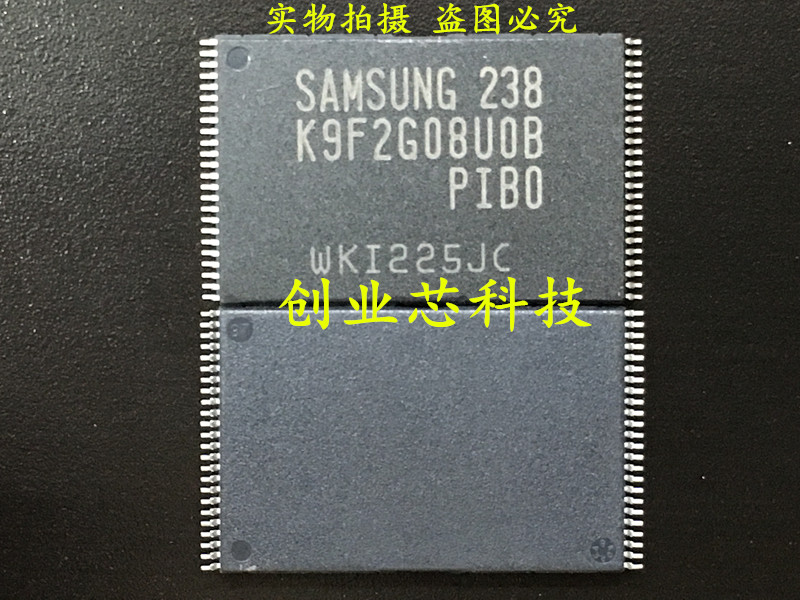 实物拍摄 盗图必究
SAMSUNG 238
K9F2G08U0B
PIB0
WKI225JC
创业芯科技